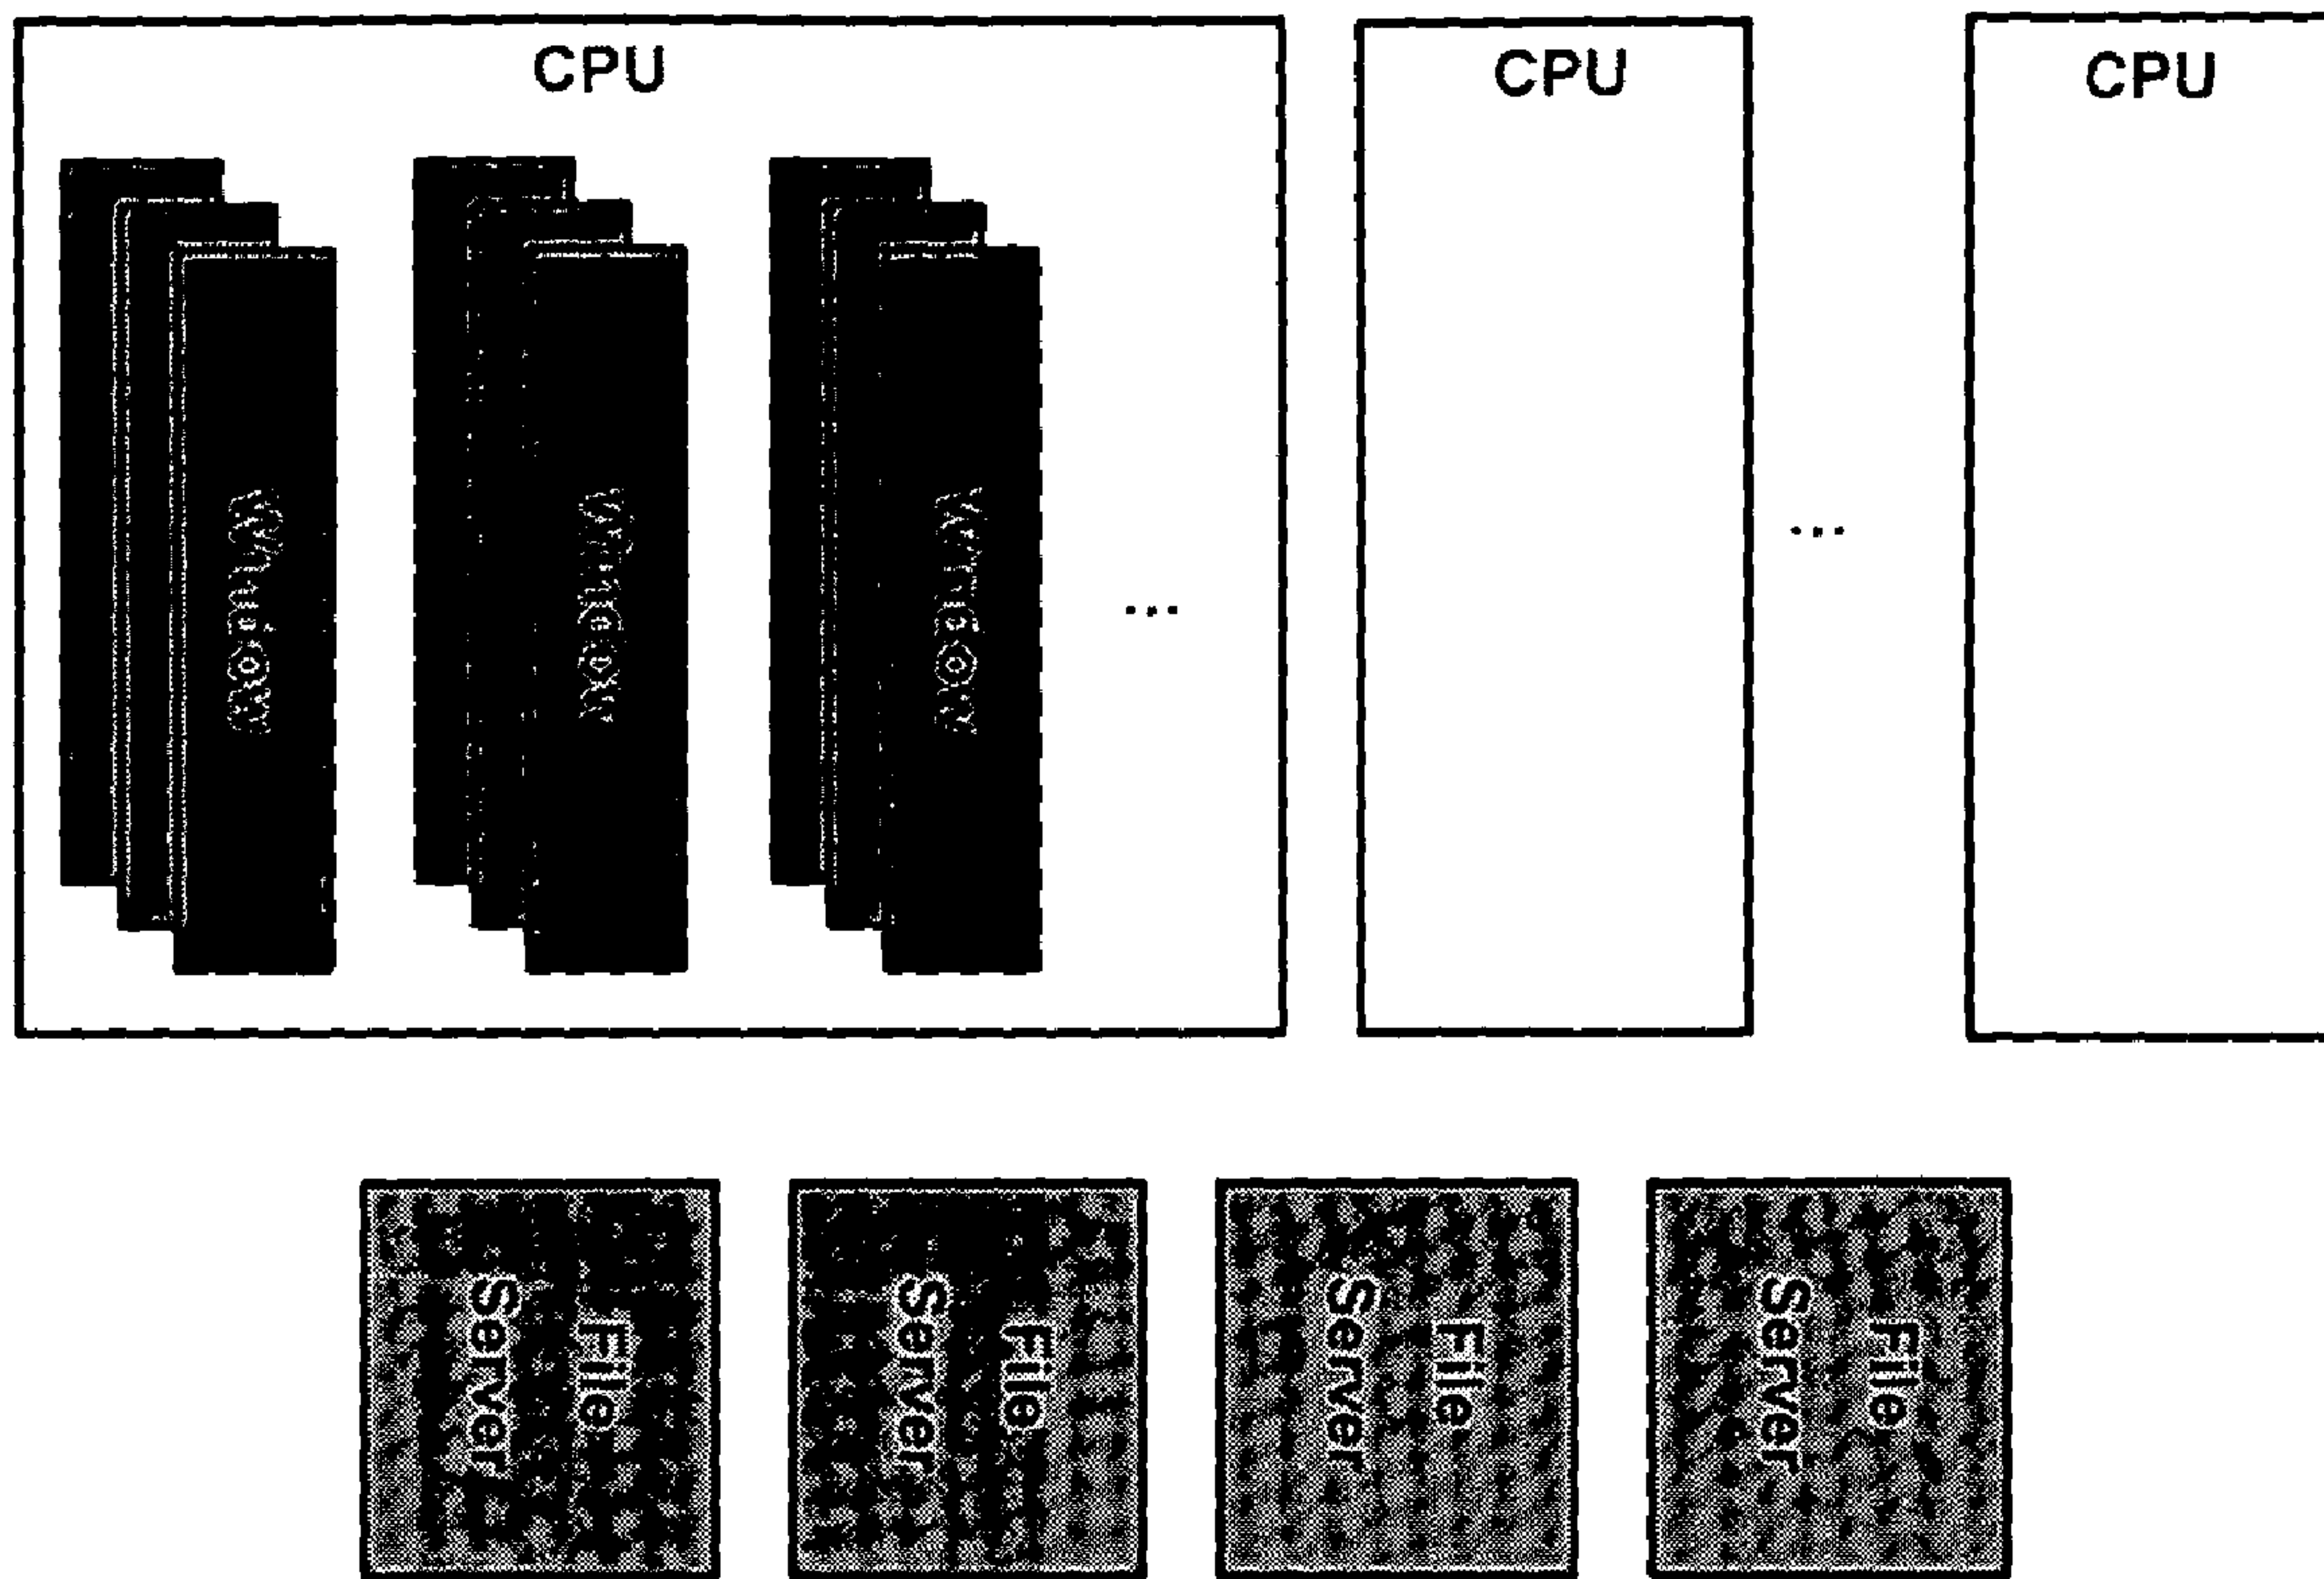 CPU
CPU
CPU
Window
Window
Window
...
...
File
Server
File
Server
File
Server
File
Server